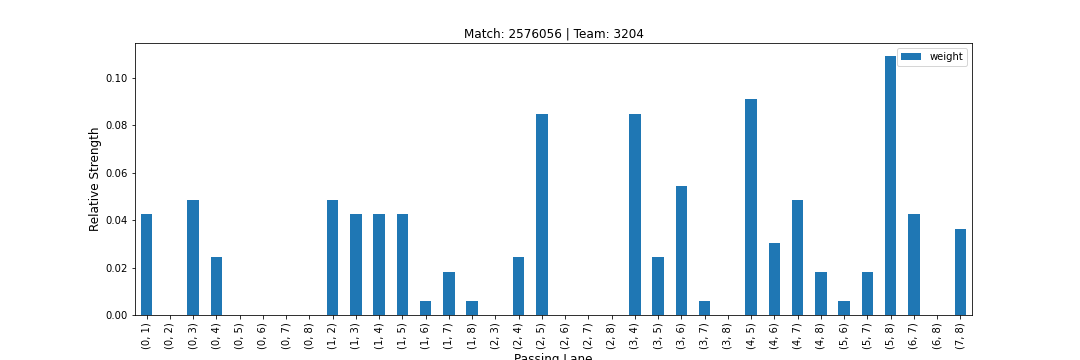 Match: 2576056 | Team: 3204
weight
Relative Strength
0.10
0.08
0.06
0.04
0.02
0.00
(0, 1) (0, 2) (0, 3) (0, 4) (0, 5) (0, 6) (0, 7) (0, 8) (1, 2) (1, 3) (1, 4) (1, 5) (1, 6) (1, 7) (1, 8) (2, 3) (2, 4) (2, 5) (2, 6) (2, 7) (2, 8) (3, 4) (3, 5) (3, 6) (3, 7) (3, 8) (4, 5) (4, 6) (4, 7) (4, 8) (5, 6) (5, 7) (5, 8) (6, 7) (6, 8) (7, 8)
Passing Lane